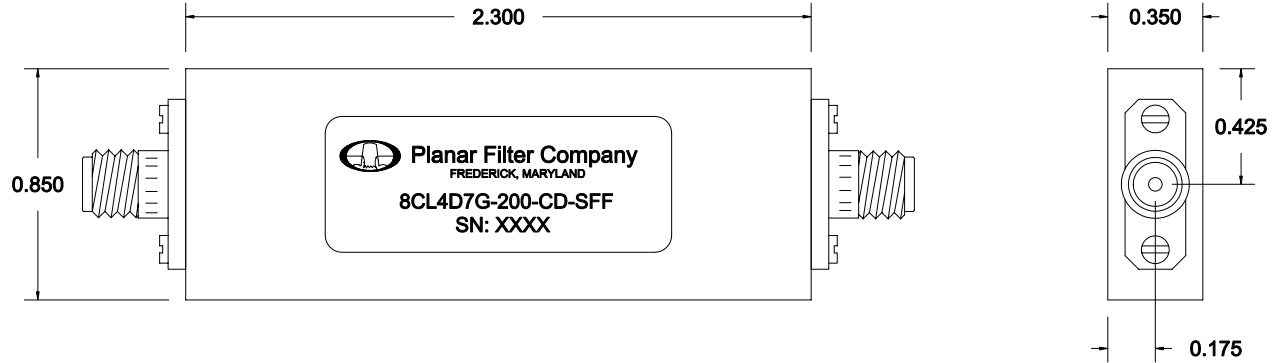 2.300
0.350
0.850
0.425
Planar Filter Company
FREDERICK, MARYLAND
8CL4D7G-200-CD-SFF
SN: XXXX
0.175